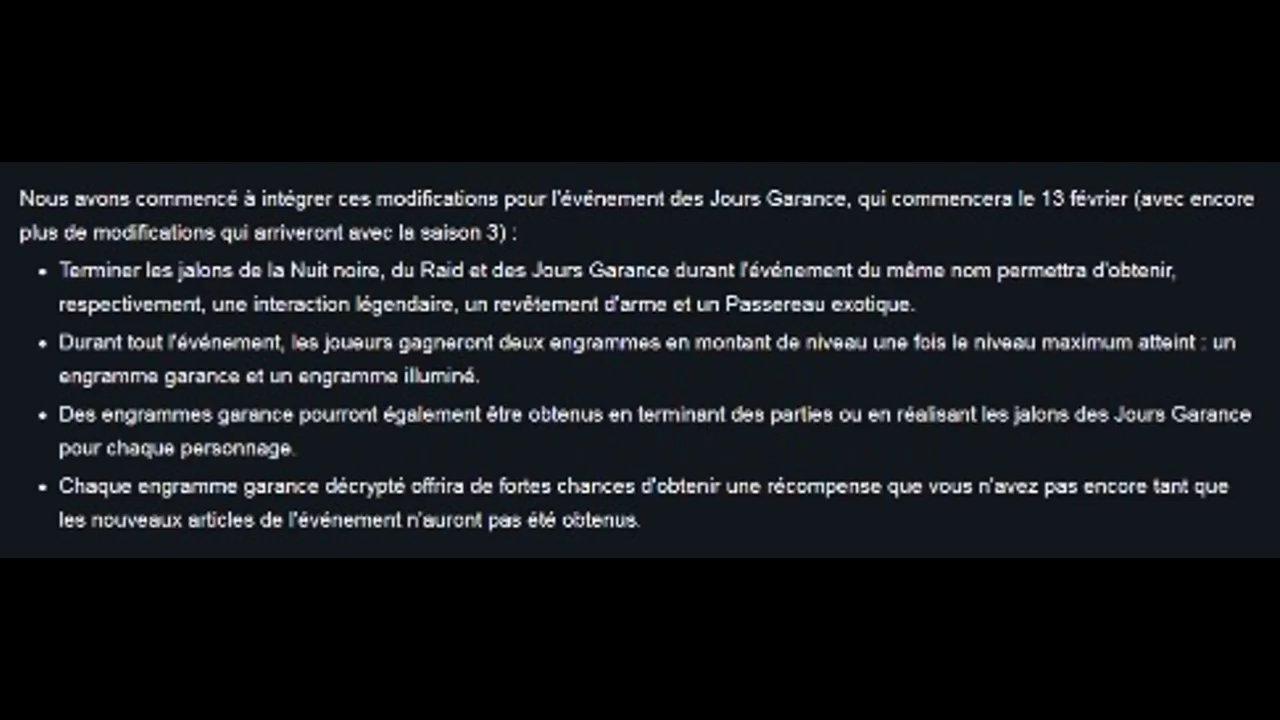 Nous avons commencé à intégrer ces modifications pour l'événement des Jours Garance, qui commencera le 13 février (avec encore
plus de modifications qui arriveront avec la saison 3) :
• Terminer les jalons de la Nuit noire, du Raid et des Jours Garance durant l'événement du même nom permettra d'obtenir,
respectivement, une interaction légendaire, un revêtement d'arme et un Passereau exotique.
• Durant tout l'événement, les joueurs gagneront deux engrammes en montant de niveau une fois le niveau maximum atteint : un
engramme garance et un engramme illuminé.
• Des engrammes garance pourront également être obtenus en terminant des parties ou en réalisant les jalons des Jours Garance
pour chaque personnage.
• Chaque engramme garance décrypté offrira de fortes chances d'obtenir une récompense que vous n'avez pas encore tant que
les nouveaux articles de l'événement n'auront pas été obtenus.